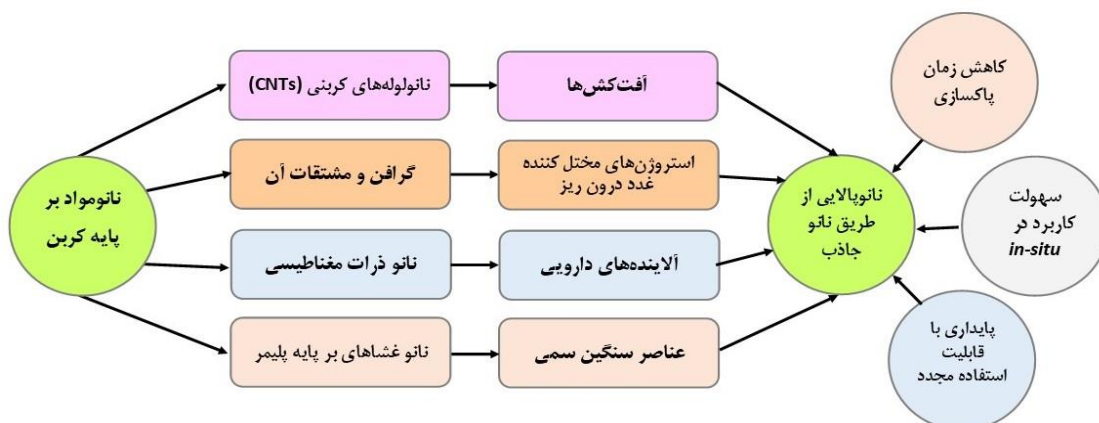 نانومواد بر
پایه کربن
نانولوله‌های کربنی (CNTs)
آفت‌کش‌ها
گرافن و مشتقات آن
استروژن‌های مختل کننده
غدد درون ریز
نانو ذرات مغناطیسی
آلاینده‌های دارویی
نانو غشاهای بر پایه پلیمر
عناصر سنگین سمی
نانوپالایی از
طریق نانو
جاذب
کاهش زمان
پاکسازی
سهولت
کاربرد در
in-situ
پایداری با
قابلیت
استفاده مجدد